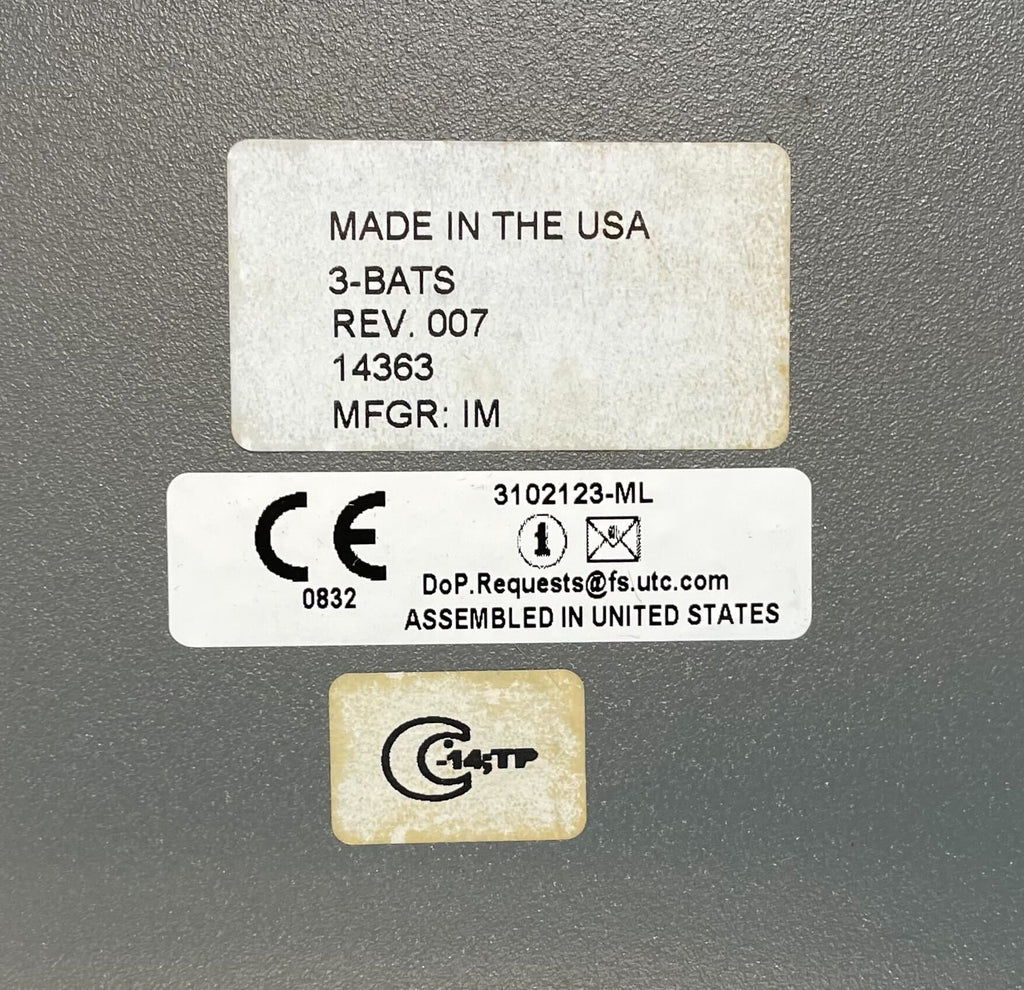 MADE IN THE USA
3-BATS
REV. 007
14363
MFGR: IM
CE
0832
3102123-ML
i
DoP.Requests@fs.utc.com
ASSEMBLED IN UNITED STATES
-14;TP